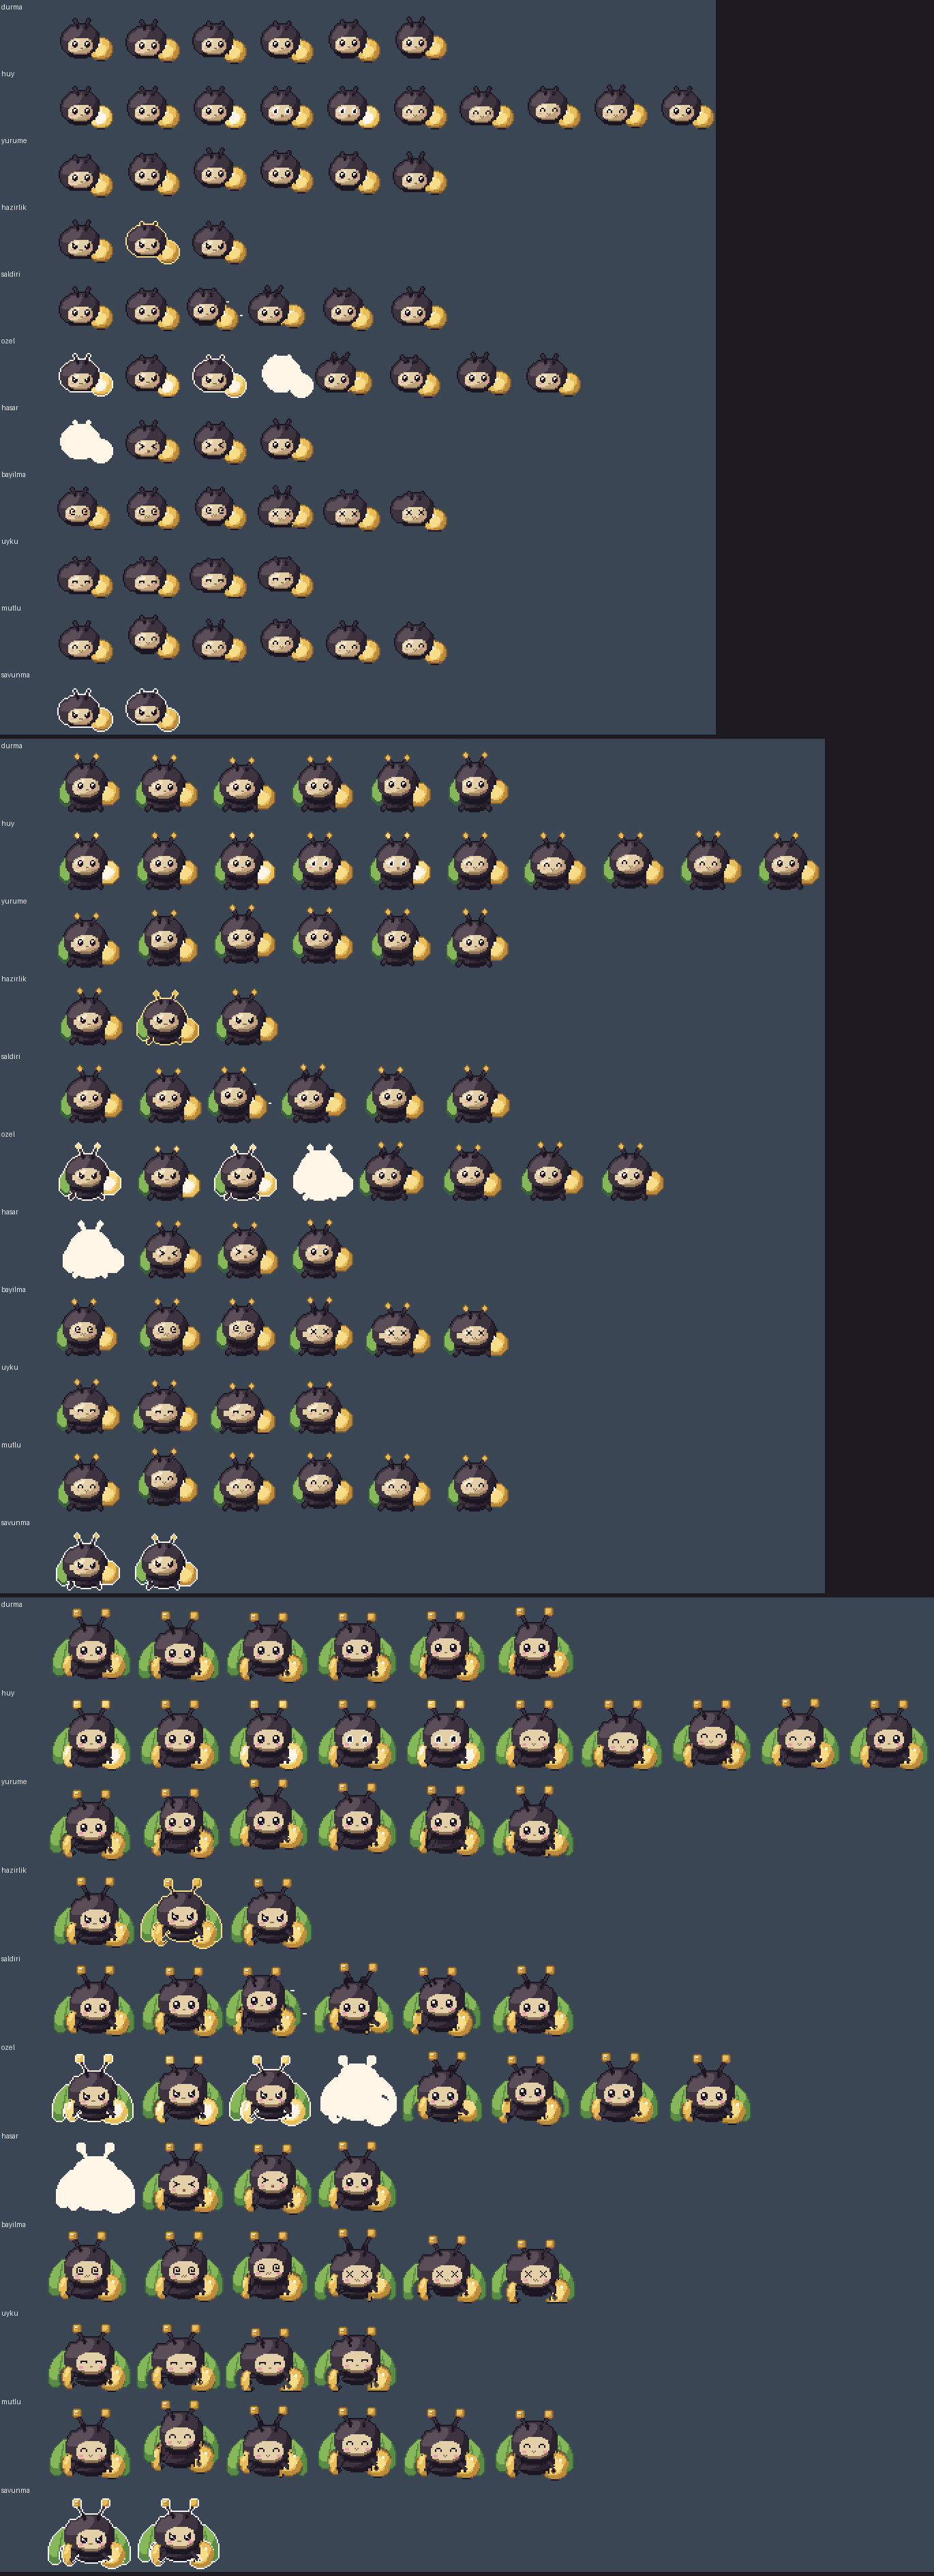 durma
huy
yurume
hazirlik
saldiri
ozel
hasar
bayilma
uyku
mutlu
savunma
durma
huy
yurume
hazirlik
saldiri
ozel
hasar
bayilma
uyku
mutlu
savunma
durma
huy
yurume
hazirlik
saldiri
ozel
hasar
bayilma
uyku
mutlu
savunma